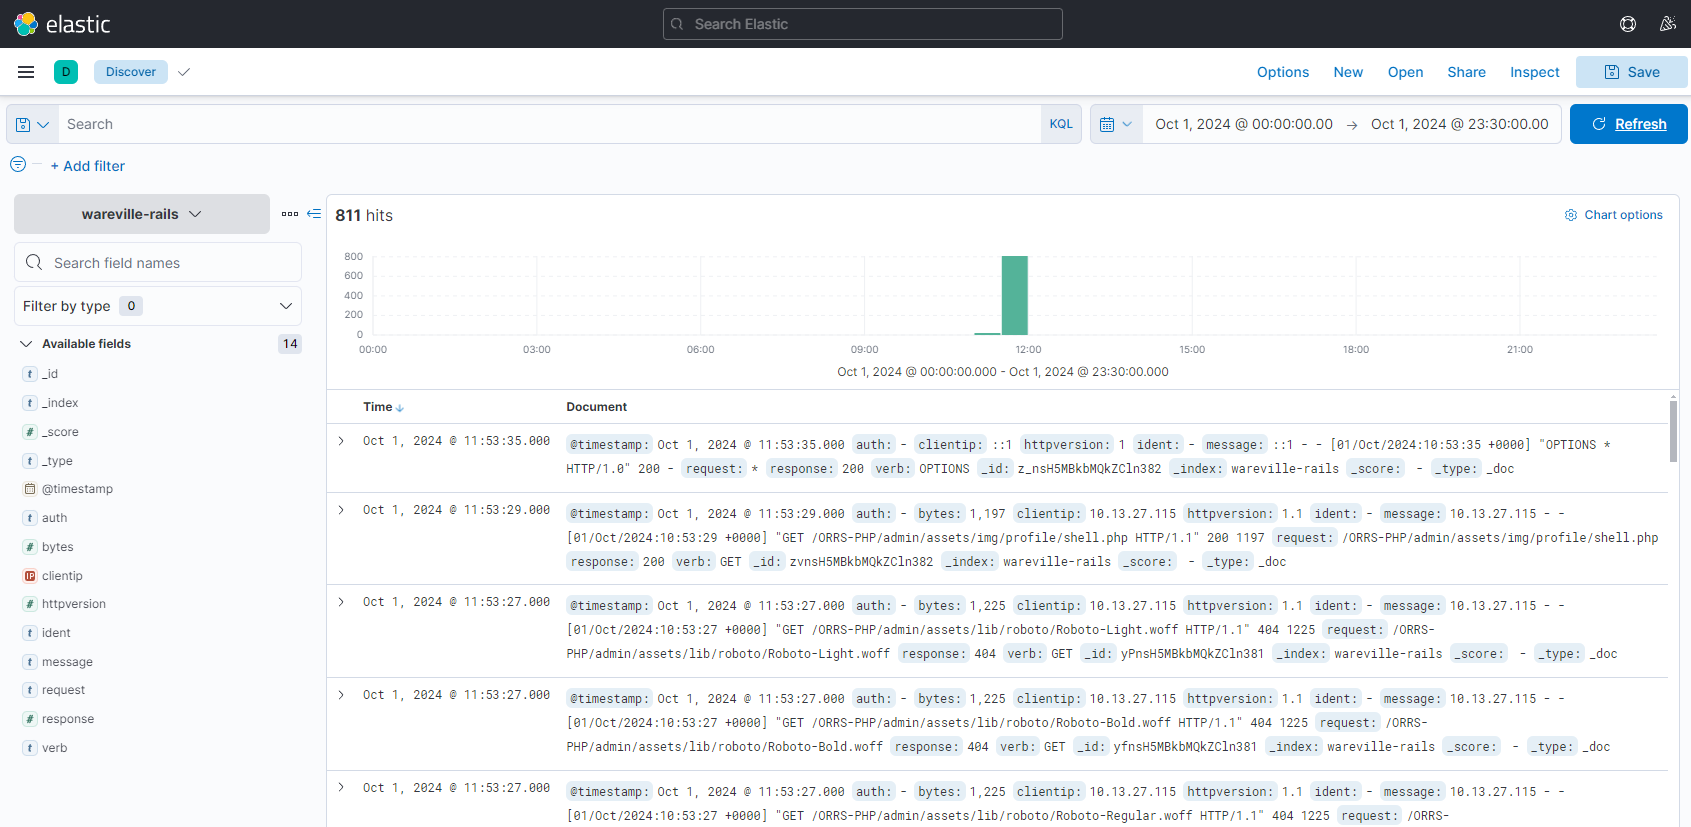 elastic
Search Elastic
D
Discover
Options New Open Share Inspect Save
Search
KQL
Oct 1, 2024 @ 00:00:00.00 → Oct 1, 2024 @ 23:30:00.00
Refresh
+ Add filter
wareville-rails
Search field names
Filter by type 0
Available fields 14
t _id
t _index
# _score
t _type
@timestamp
t auth
# bytes
IP clientip
# httpversion
t ident
t message
t request
# response
t verb
811 hits
Chart options
800
600
400
200
0
00:00 03:00 06:00 09:00 12:00 15:00 18:00 21:00
Oct 1, 2024 @ 00:00:00.000 - Oct 1, 2024 @ 23:30:00.000
Time Document
Oct 1, 2024 @ 11:53:35.000
@timestamp: Oct 1, 2024 @ 11:53:35.000 auth: - clientip: ::1 httpversion: 1 ident: - message: ::1 - - [01/Oct/2024:10:53:35 +0000] "OPTIONS *
HTTP/1.0" 200 - request: * response: 200 verb: OPTIONS _id: z_nsH5MBkbMQkZCln382 _index: wareville-rails _score: - _type: _doc
Oct 1, 2024 @ 11:53:29.000
@timestamp: Oct 1, 2024 @ 11:53:29.000 auth: - bytes: 1,197 clientip: 10.13.27.115 httpversion: 1.1 ident: - message: 10.13.27.115 - -
[01/Oct/2024:10:53:29 +0000] "GET /ORRS-PHP/admin/assets/img/profile/shell.php HTTP/1.1" 200 1197 request: /ORRS-PHP/admin/assets/img/profile/shell.php
response: 200 verb: GET _id: zvnsH5MBkbMQkZCln382 _index: wareville-rails _score: - _type: _doc
Oct 1, 2024 @ 11:53:27.000
@timestamp: Oct 1, 2024 @ 11:53:27.000 auth: - bytes: 1,225 clientip: 10.13.27.115 httpversion: 1.1 ident: - message: 10.13.27.115 - -
[01/Oct/2024:10:53:27 +0000] "GET /ORRS-PHP/admin/assets/lib/roboto/Roboto-Light.woff HTTP/1.1" 404 1225 request: /ORRS-
PHP/admin/assets/lib/roboto/Roboto-Light.woff response: 404 verb: GET _id: yPnsH5MBkbMQkZCln381 _index: wareville-rails _score: - _type: _doc
Oct 1, 2024 @ 11:53:27.000
@timestamp: Oct 1, 2024 @ 11:53:27.000 auth: - bytes: 1,225 clientip: 10.13.27.115 httpversion: 1.1 ident: - message: 10.13.27.115 - -
[01/Oct/2024:10:53:27 +0000] "GET /ORRS-PHP/admin/assets/lib/roboto/Roboto-Bold.woff HTTP/1.1" 404 1225 request: /ORRS-
PHP/admin/assets/lib/roboto/Roboto-Bold.woff response: 404 verb: GET _id: yfnsH5MBkbMQkZCln381 _index: wareville-rails _score: - _type: _doc
Oct 1, 2024 @ 11:53:27.000
@timestamp: Oct 1, 2024 @ 11:53:27.000 auth: - bytes: 1,225 clientip: 10.13.27.115 httpversion: 1.1 ident: - message: 10.13.27.115 - -
[01/Oct/2024:10:53:27 +0000] "GET /ORRS-PHP/admin/assets/lib/roboto/Roboto-Regular.woff HTTP/1.1" 404 1225 request: /ORRS-